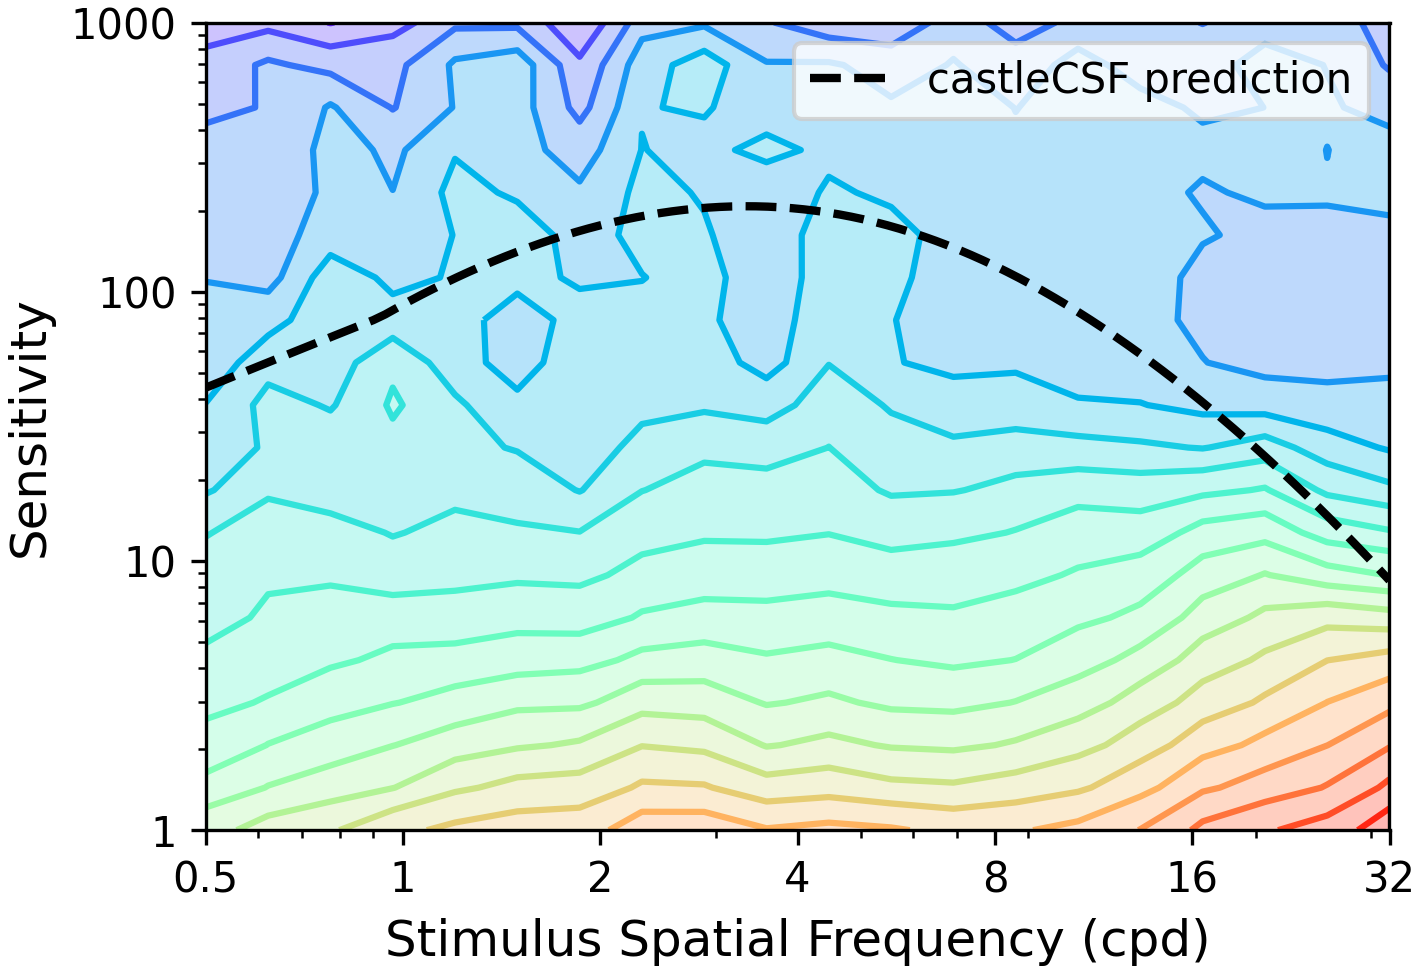 1000
castleCSF prediction
100
Sensitivity
10
1
0.5 1 2 4 8 16 32
Stimulus Spatial Frequency (cpd)